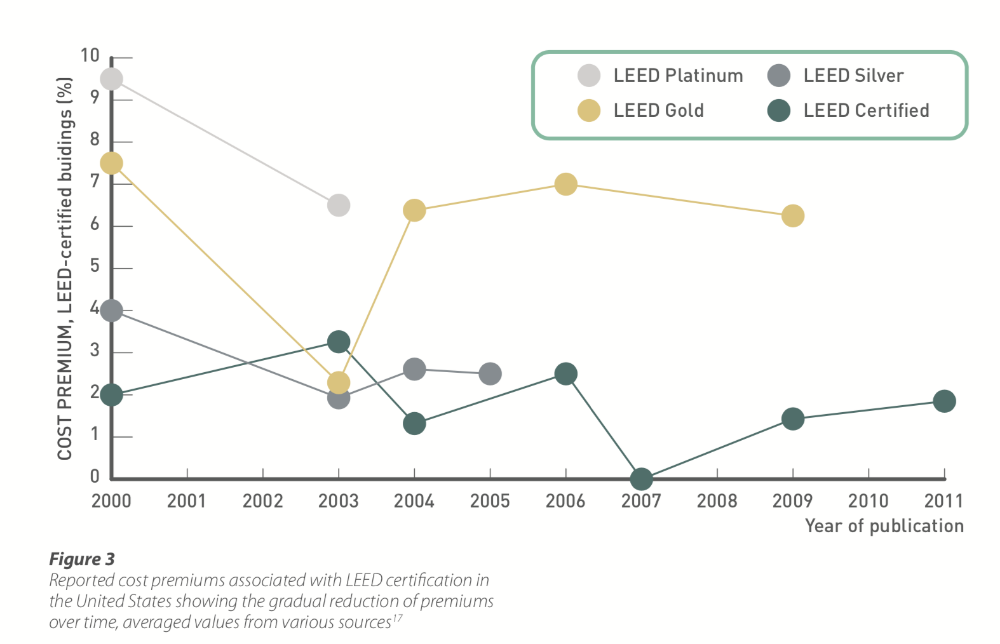 10
9
8
7
6
5
4
3
2
1
0
COST PREMIUM, LEED-certified buidings (%)
LEED Platinum
LEED Silver
LEED Gold
LEED Certified
2000 2001 2002 2003 2004 2005 2006 2007 2008 2009 2010 2011
Year of publication
Figure 3
Reported cost premiums associated with LEED certification in
the United States showing the gradual reduction of premiums
over time, averaged values from various sources17